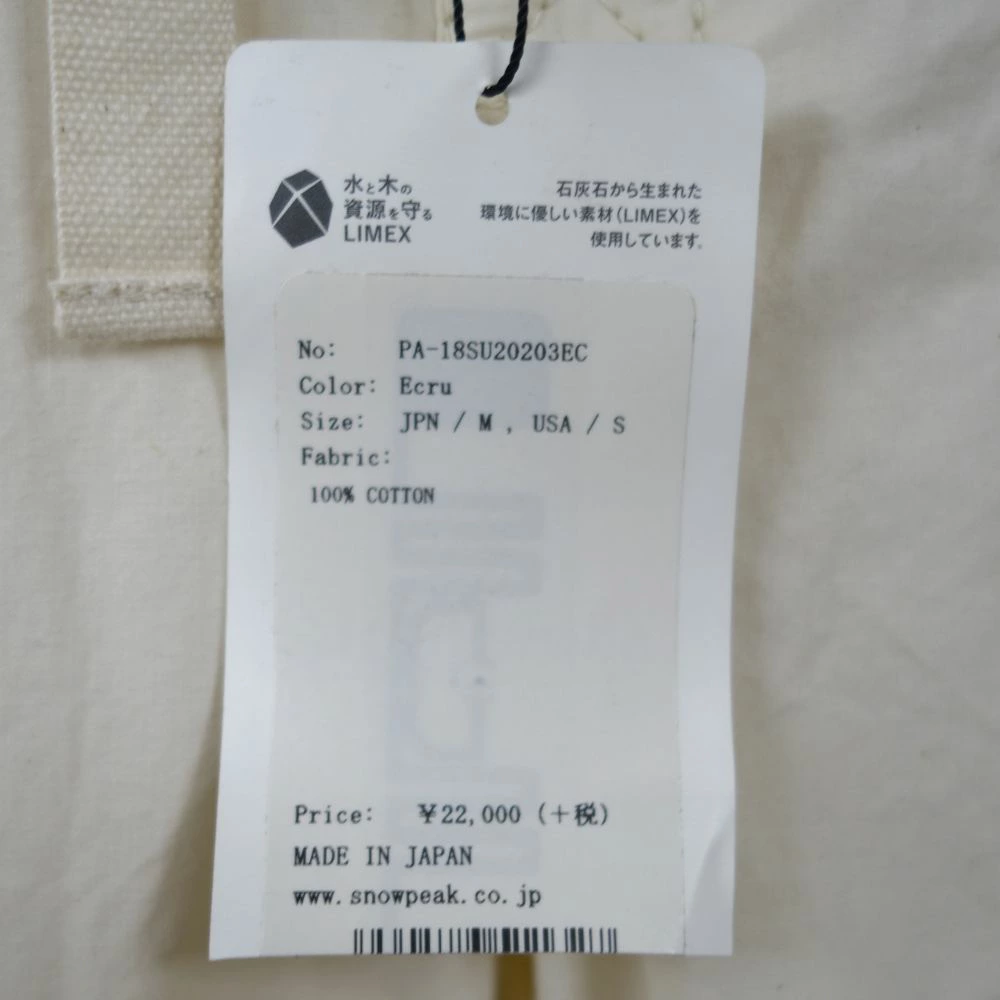 水と木の
資源を守る
LIMEX
石灰石から生まれた
環境に優しい素材(LIMEX)を
使用しています。
No: PA-18SU20203EC
Color: Ecru
Size: JPN / M , USA / S
Fabric:
100% COTTON
Price: ¥22,000 (+税)
MADE IN JAPAN
www.snowpeak.co.jp